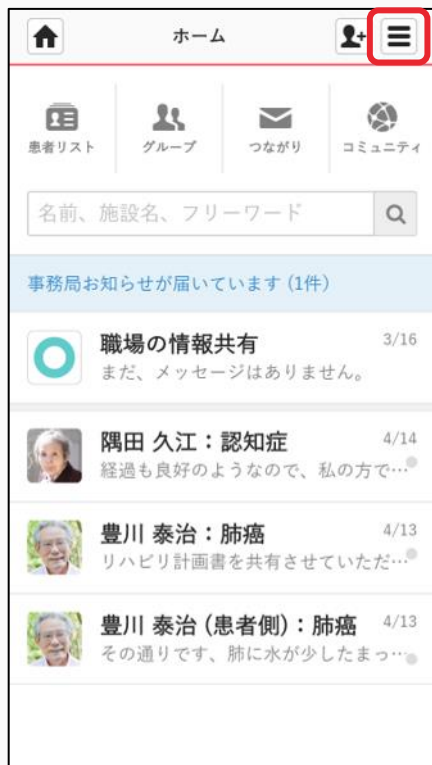 ホーム
患者リスト
グループ
つながり
コミュニティ
名前、施設名、フリーワード
事務局お知らせが届いています (1件)
職場の情報共有 3/16
まだ、メッセージはありません。
隅田 久江：認知症 4/14
経過も良好のようなので、私の方で…
豊川 泰治：肺癌 4/13
リハビリ計画書を共有させていただ…
豊川 泰治 (患者側)：肺癌 4/13
その通りです、肺に水が少したまっ…